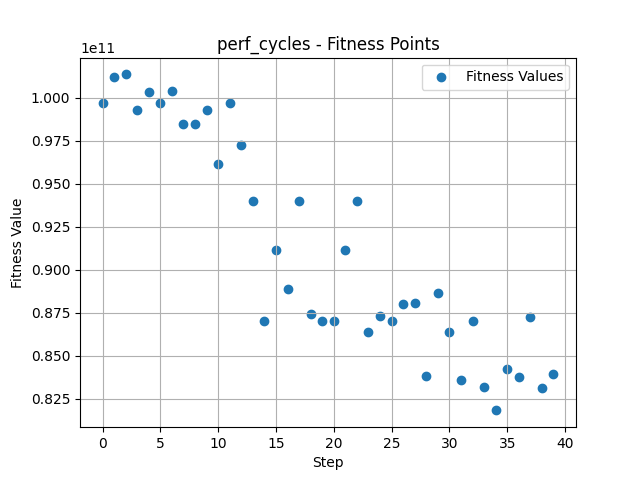 perf_cycles - Fitness Points
1e11
Fitness Values
1.000
0.975
0.950
0.925
0.900
0.875
0.850
0.825
Fitness Value
0 5 10 15 20 25 30 35 40
Step